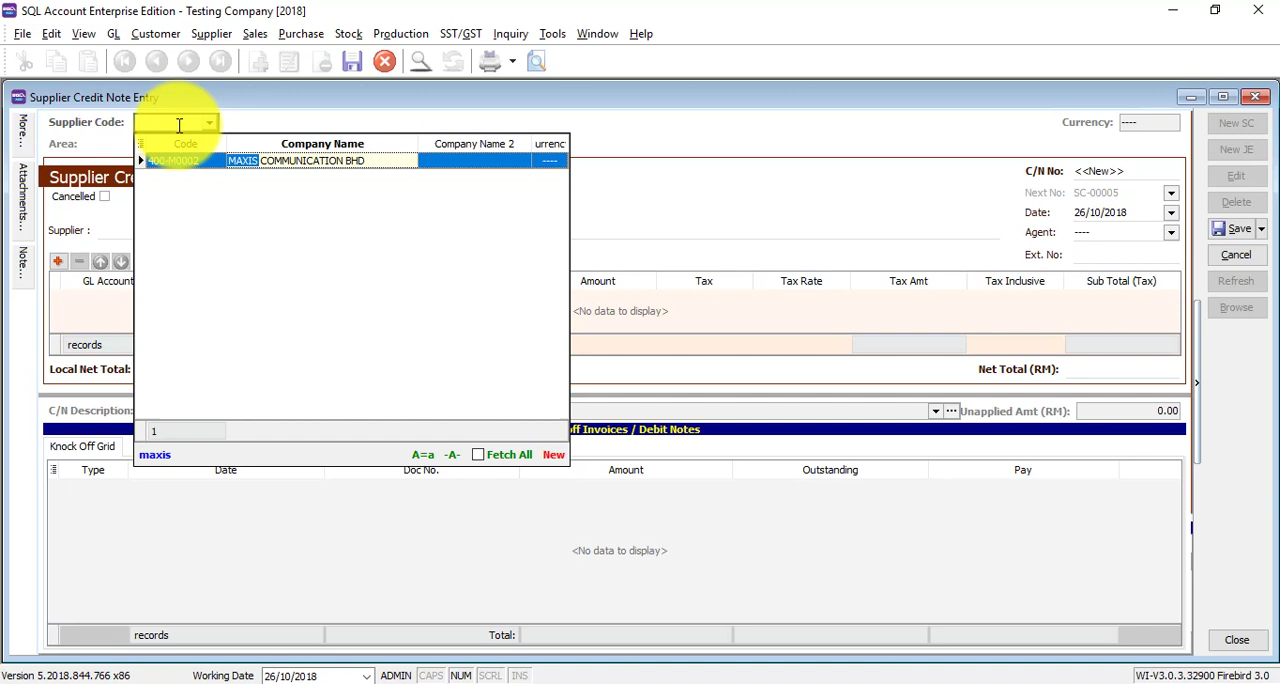 SQL Account Enterprise Edition - Testing Company [2018]
File Edit View GL Customer Supplier Sales Purchase Stock Production SST/GST Inquiry Tools Window Help
Supplier Credit Note Entry
More...
Attachments...
Note...
Supplier Code:
Currency: ----
Area:
Code Company Name Company Name 2 urrenc
400-M0002 MAXIS COMMUNICATION BHD ----
Supplier Cre
Cancelled
Supplier :
C/N No: <<New>>
Next No: SC-00005
Date: 26/10/2018
Agent: ----
Ext. No:
GL Account Amount Tax Tax Rate Tax Amt Tax Inclusive Sub Total (Tax)
<No data to display>
records
Local Net Total: Net Total (RM):
C/N Description: Unapplied Amt (RM): 0.00
1
maxis A=a -A- Fetch All New
off Invoices / Debit Notes
Knock Off Grid
Type Date Doc No. Amount Outstanding Pay
<No data to display>
records Total:
New SC
New JE
Edit
Delete
Save
Cancel
Refresh
Browse
Close
Version 5.2018.844.766 x86 Working Date 26/10/2018 ADMIN CAPS NUM SCRL INS WI-V3.0.3.32900 Firebird 3.0